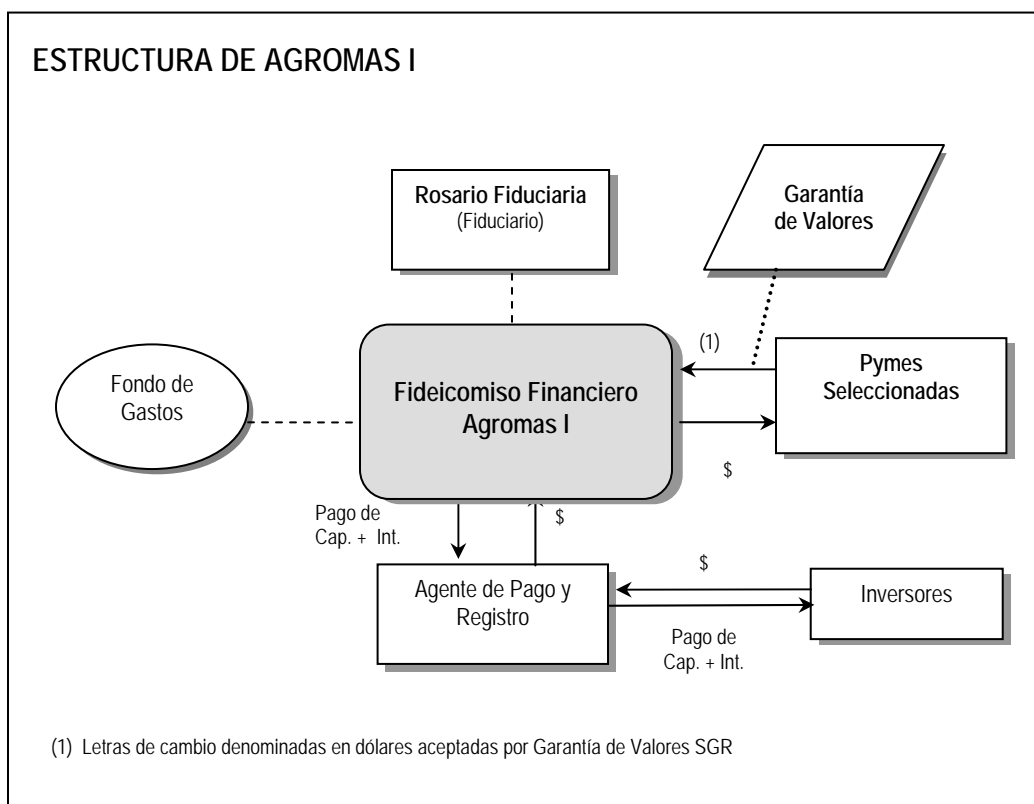 ESTRUCTURA DE AGROMAS I
Rosario Fiduciaria
(Fiduciario)
Garantía
de Valores
(1)
Pymes
Seleccionadas
Fondo de
Gastos
Fideicomiso Financiero
Agromas I
$
Pago de
Cap. + Int.
$
Agente de Pago y
Registro
$
Inversores
Pago de
Cap. + Int.
(1) Letras de cambio denominadas en dólares aceptadas por Garantía de Valores SGR